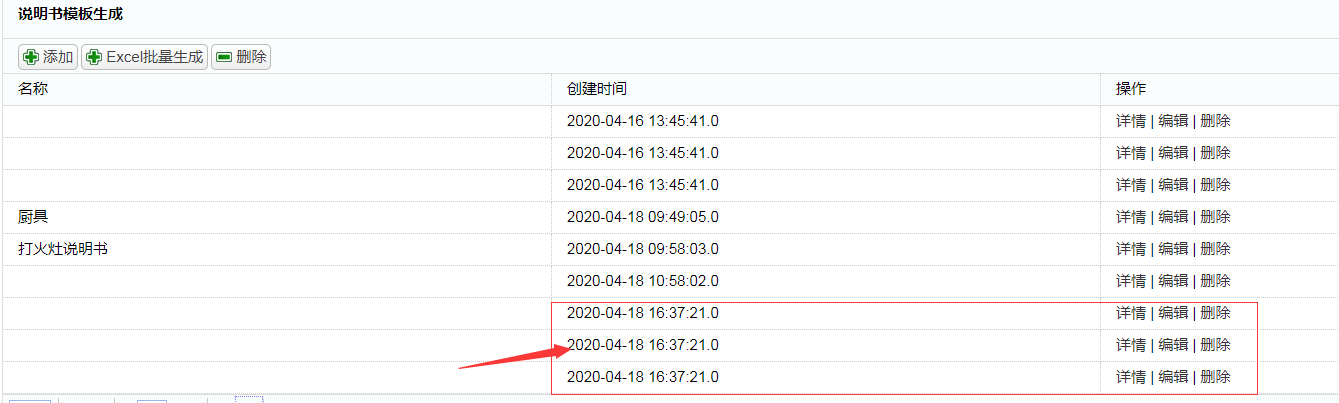 说明书模板生成
添加 Excel批量生成 删除
名称 创建时间 操作
2020-04-16 13:45:41.0 详情 | 编辑 | 删除
2020-04-16 13:45:41.0 详情 | 编辑 | 删除
2020-04-16 13:45:41.0 详情 | 编辑 | 删除
厨具 2020-04-18 09:49:05.0 详情 | 编辑 | 删除
打火灶说明书 2020-04-18 09:58:03.0 详情 | 编辑 | 删除
2020-04-18 10:58:02.0 详情 | 编辑 | 删除
2020-04-18 16:37:21.0 详情 | 编辑 | 删除
2020-04-18 16:37:21.0 详情 | 编辑 | 删除
2020-04-18 16:37:21.0 详情 | 编辑 | 删除